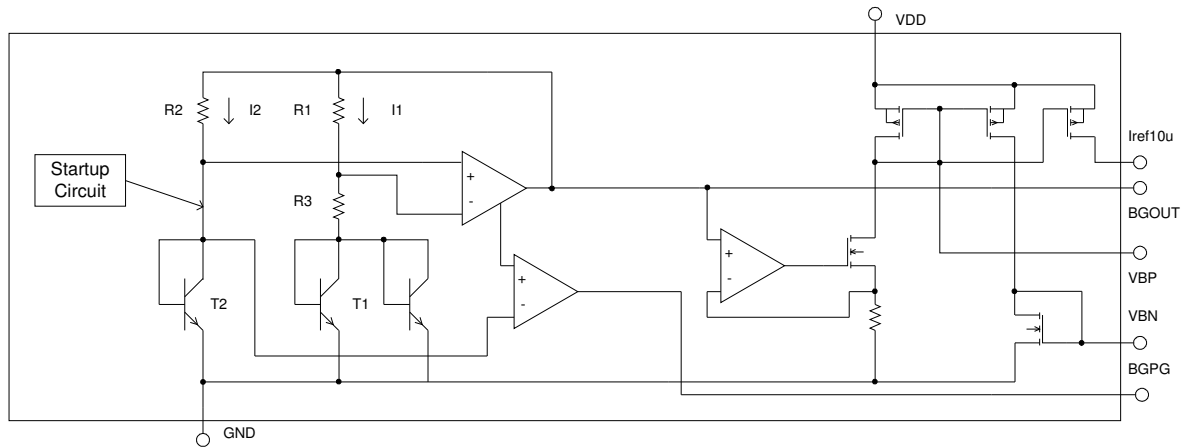 VDD
R2
I2
R1
I1
Startup
Circuit
+
-
R3
Iref10u
BGOUT
+
-
VBP
T2
T1
+
-
VBN
BGPG
GND